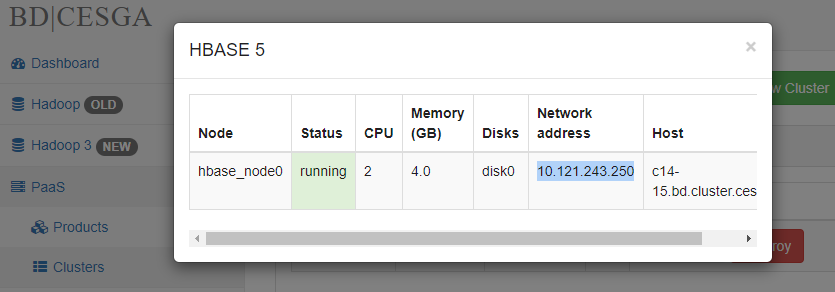 BD|CESGA
HBASE 5
×
Dashboard
Hadoop OLD
Hadoop 3 NEW
PaaS
Products
Clusters
w Cluster
Node Status CPU Memory (GB) Disks Network address Host
hbase_node0 running 2 4.0 disk0 10.121.243.250 c14-
15.bd.cluster.ces
roy